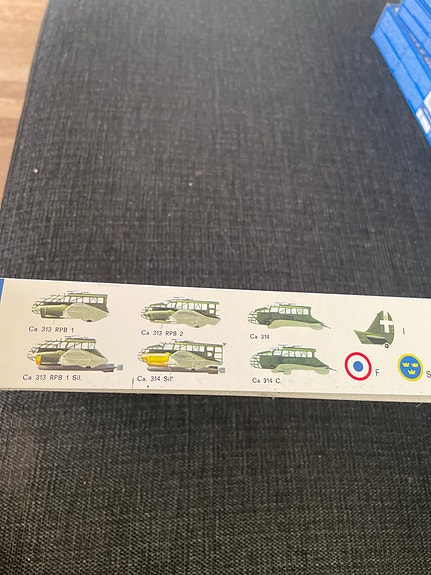 Ca 313 RPB 1
Ca 313 RPB 2
Ca 314
I
Ca 313 RPB 1 Sil.
Ca. 314 Sil.
Ca 314 C.
F
S